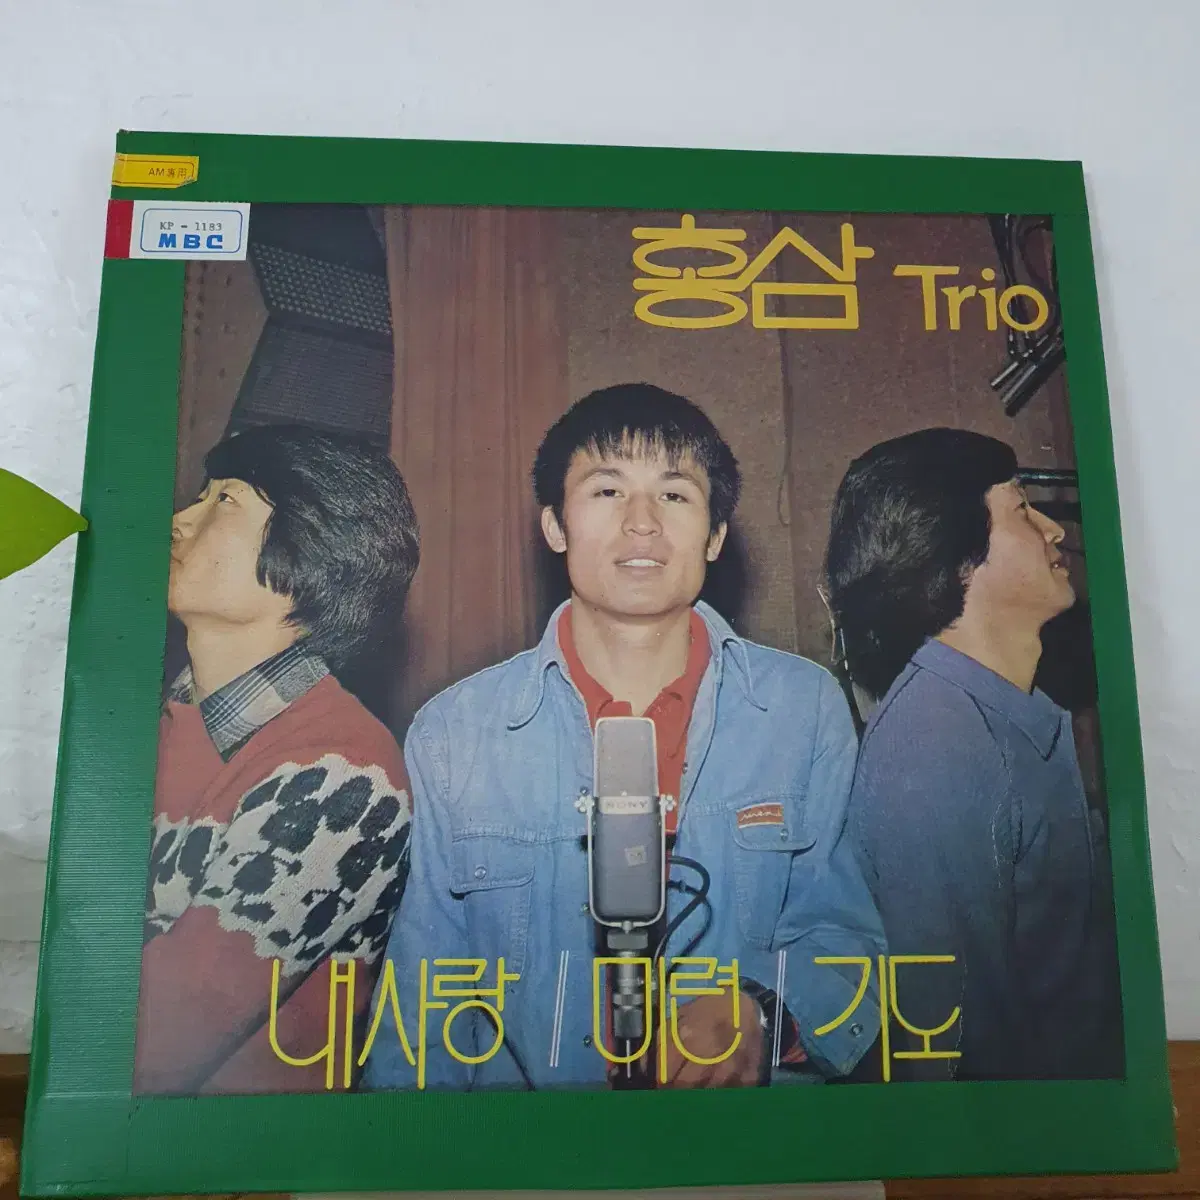 AM專用
KP - 1183
MBC
홍삼 Trio
SONY
내사랑 / 미련 / 기도